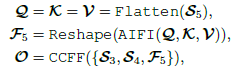 𝓠 = 𝓚 = 𝓥 = Flatten(𝓢₅),
𝓕₅ = Reshape(AIFI(𝓠, 𝓚, 𝓥)),
𝓞 = CCFF({𝓢₃, 𝓢₄, 𝓕₅}),